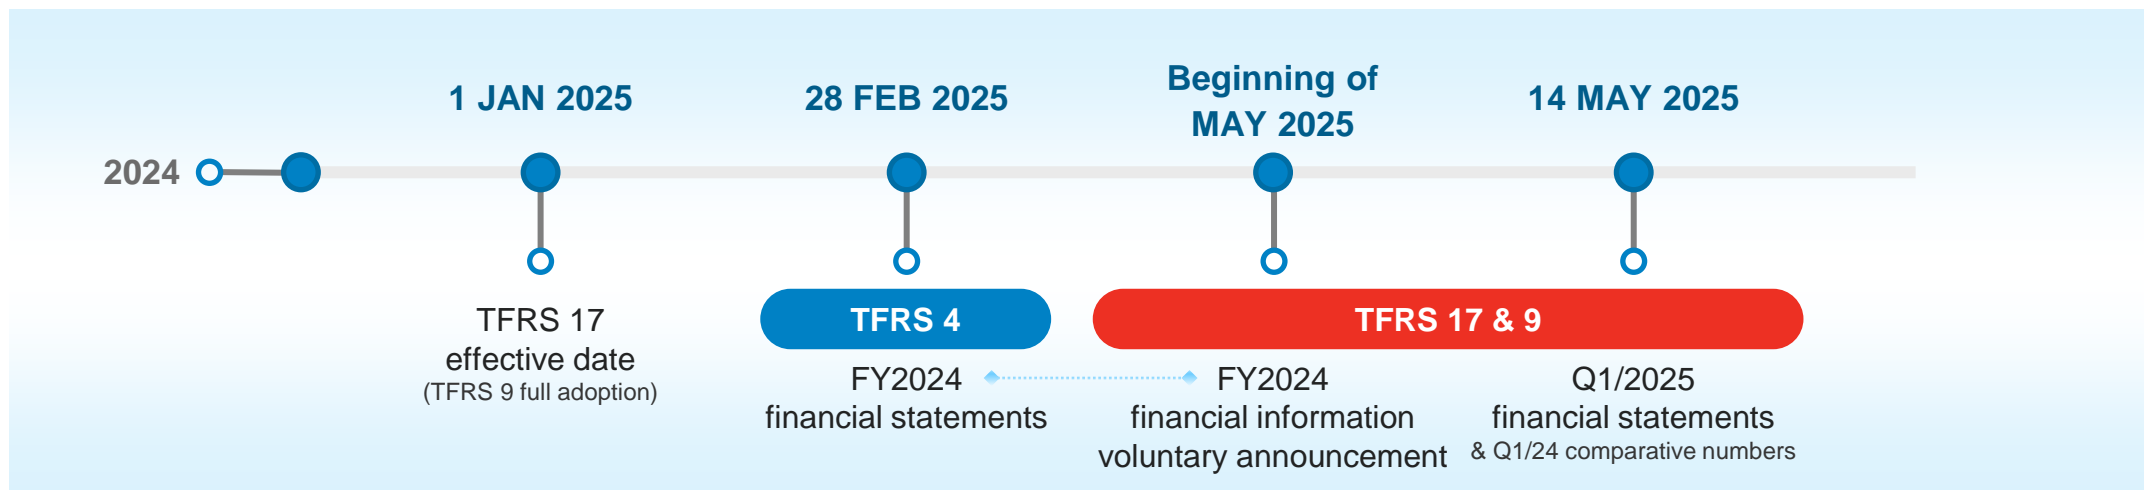 2024
1 JAN 2025
TFRS 17
effective date
(TFRS 9 full adoption)
28 FEB 2025
TFRS 4
FY2024
financial statements
Beginning of
MAY 2025
TFRS 17 & 9
FY2024
financial information
voluntary announcement
14 MAY 2025
Q1/2025
financial statements
& Q1/24 comparative numbers